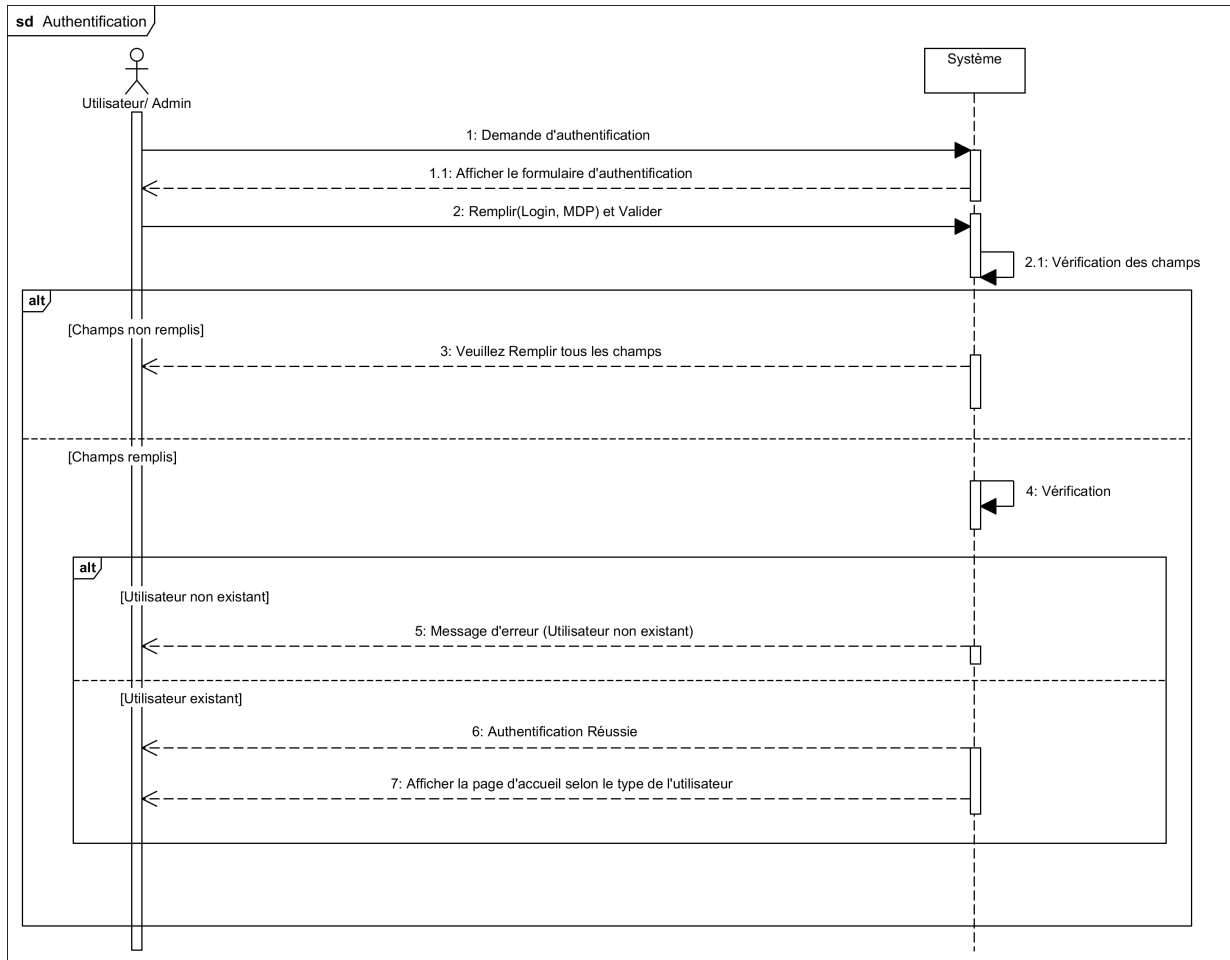 sd Authentification
Utilisateur/ Admin
Système
1: Demande d'authentification
1.1: Afficher le formulaire d'authentification
2: Remplir(Login, MDP) et Valider
2.1: Vérification des champs
alt
[Champs non remplis]
3: Veuillez Remplir tous les champs
[Champs remplis]
4: Vérification
alt
[Utilisateur non existant]
5: Message d'erreur (Utilisateur non existant)
[Utilisateur existant]
6: Authentification Réussie
7: Afficher la page d'accueil selon le type de l'utilisateur